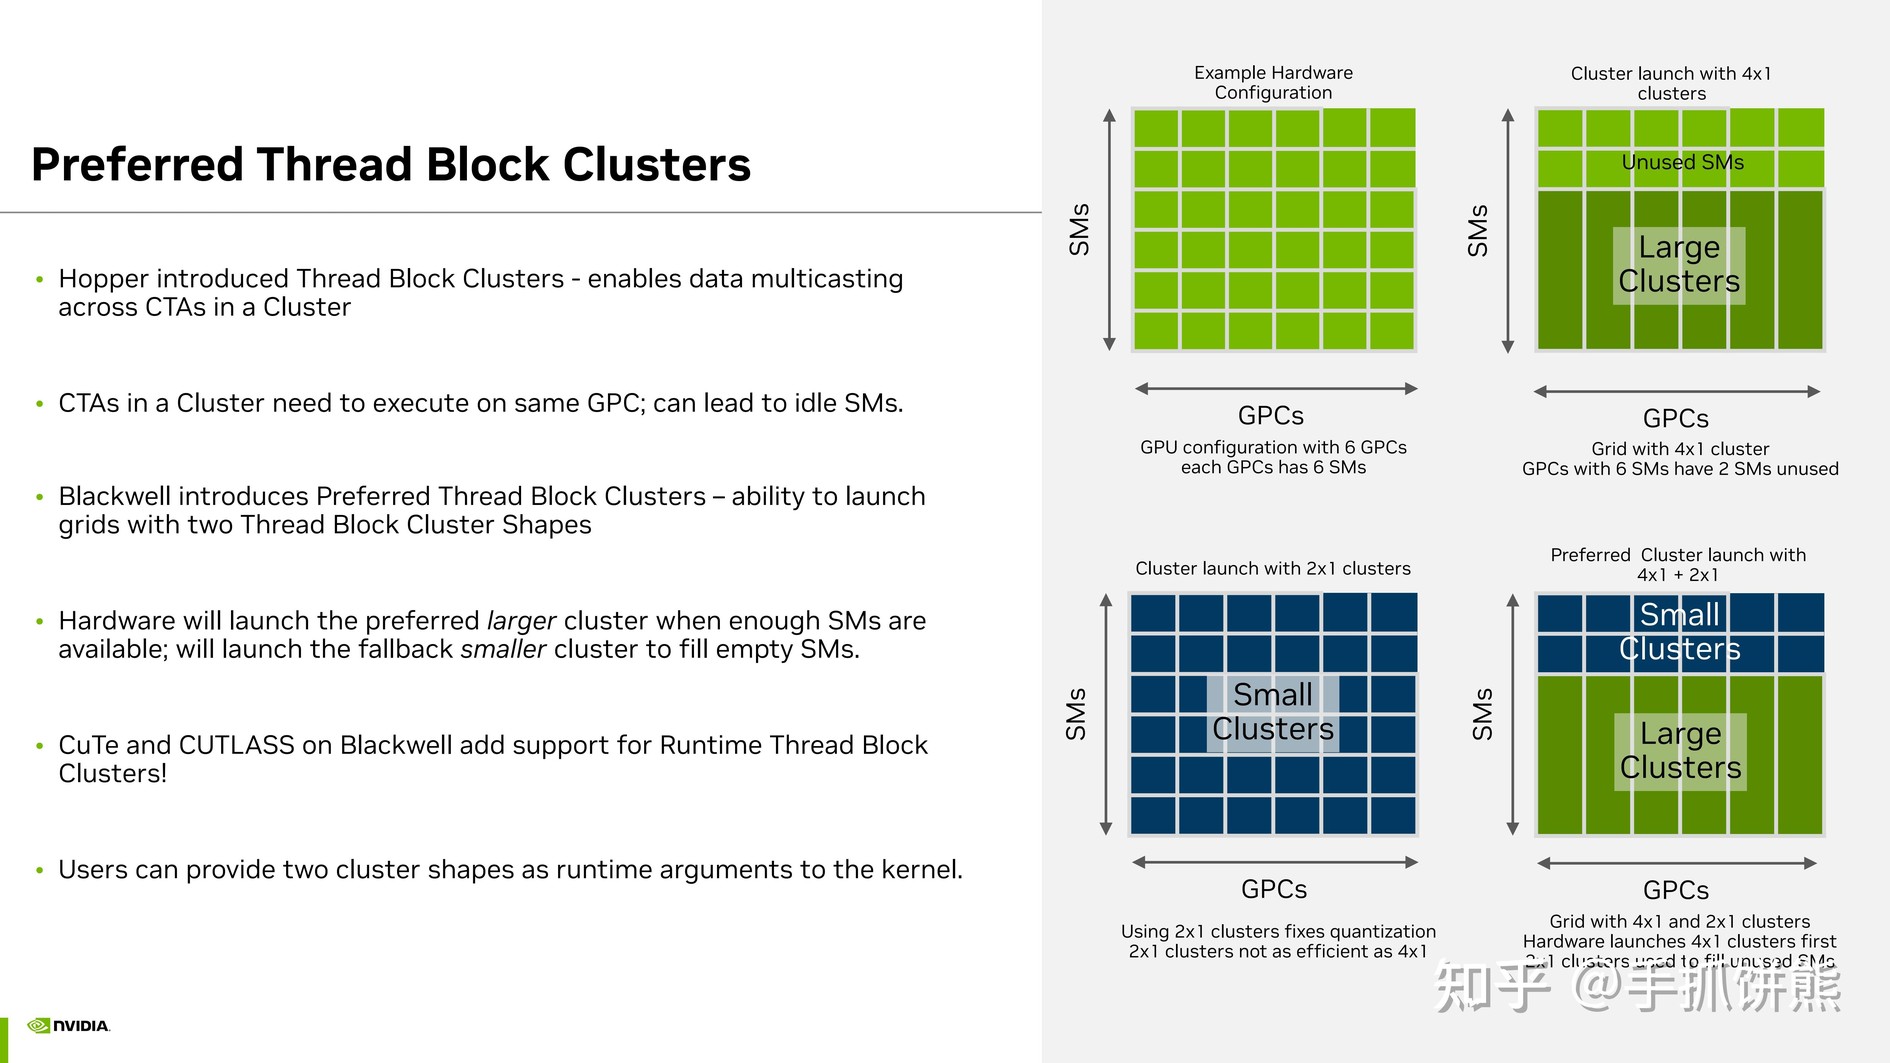 Preferred Thread Block Clusters
• Hopper introduced Thread Block Clusters - enables data multicasting
across CTAs in a Cluster
• CTAs in a Cluster need to execute on same GPC; can lead to idle SMs.
• Blackwell introduces Preferred Thread Block Clusters – ability to launch
grids with two Thread Block Cluster Shapes
• Hardware will launch the preferred larger cluster when enough SMs are
available; will launch the fallback smaller cluster to fill empty SMs.
• CuTe and CUTLASS on Blackwell add support for Runtime Thread Block
Clusters!
• Users can provide two cluster shapes as runtime arguments to the kernel.
NVIDIA.
Example Hardware
Configuration
SMs
GPCs
GPU configuration with 6 GPCs
each GPCs has 6 SMs
Cluster launch with 4x1
clusters
Unused SMs
SMs
Large
Clusters
GPCs
Grid with 4x1 cluster
GPCs with 6 SMs have 2 SMs unused
Cluster launch with 2x1 clusters
SMs
Small
Clusters
GPCs
Using 2x1 clusters fixes quantization
2x1 clusters not as efficient as 4x1
Preferred Cluster launch with
4x1 + 2x1
Small
Clusters
SMs
Large
Clusters
GPCs
Grid with 4x1 and 2x1 clusters
Hardware launches 4x1 clusters first
2x1 clusters used to fill unused SMs
知乎 @手抓饼熊